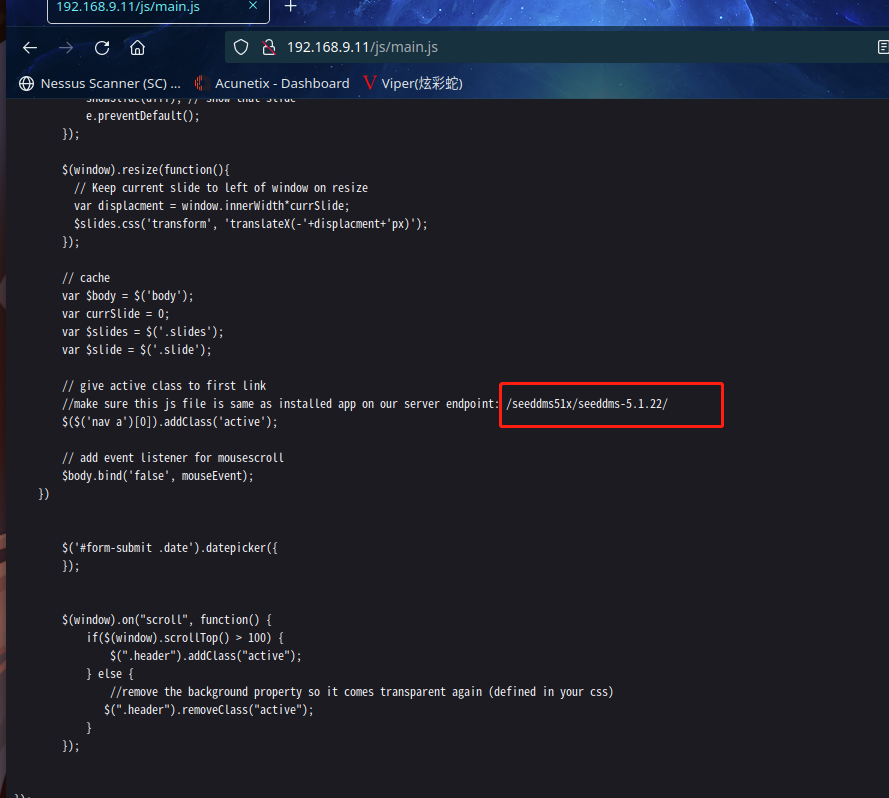 192.168.9.11/js/main.js
192.168.9.11/js/main.js
Nessus Scanner (SC) ...
Acunetix - Dashboard
Viper(炫彩蛇)
showSlide(diff); // show that slide
e.preventDefault();
});
$(window).resize(function(){
// Keep current slide to left of window on resize
var displacment = window.innerWidth*currSlide;
$slides.css('transform', 'translateX(-'+displacment+'px)');
});
// cache
var $body = $('body');
var currSlide = 0;
var $slides = $('.slides');
var $slide = $('.slide');
// give active class to first link
//make sure this js file is same as installed app on our server endpoint: /seeddms51x/seeddms-5.1.22/
$($('nav a')[0]).addClass('active');
// add event listener for mousescroll
$body.bind('false', mouseEvent);
})
$('#form-submit .date').datepicker({
});
$(window).on("scroll", function() {
if($(window).scrollTop() > 100) {
$(".header").addClass("active");
} else {
//remove the background property so it comes transparent again (defined in your css)
$(".header").removeClass("active");
}
});
});